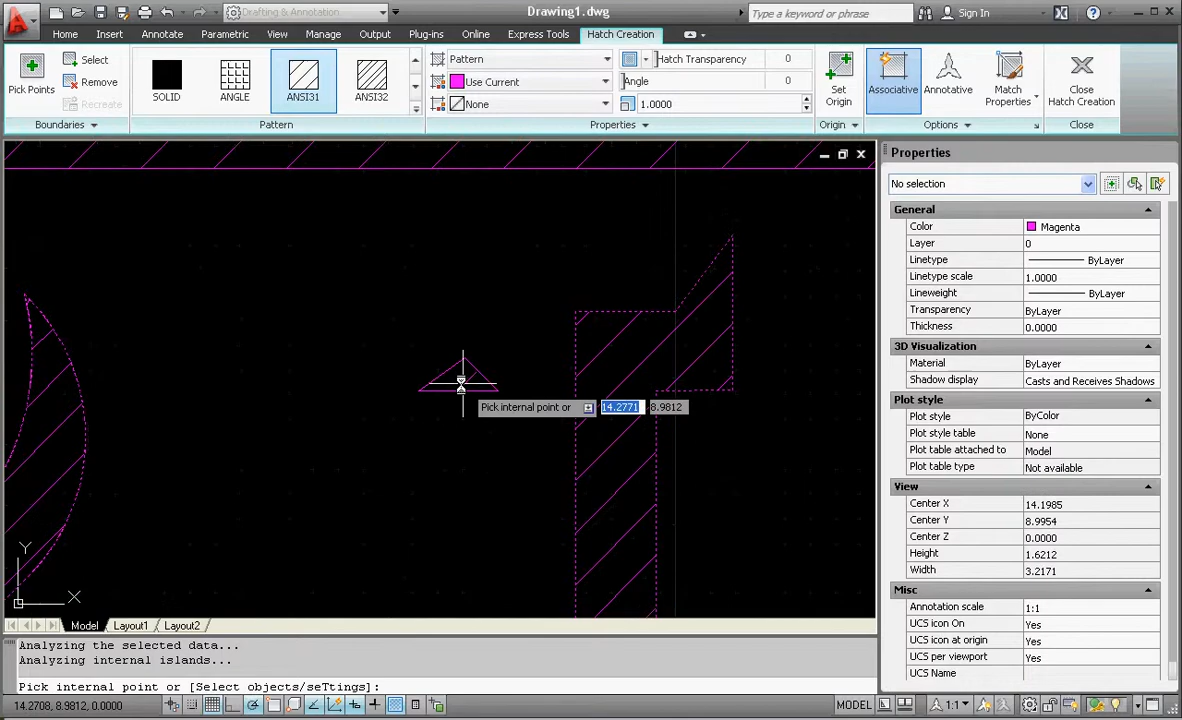 Drafting & Annotation
Drawing1.dwg
Type a keyword or phrase
Sign In
Home Insert Annotate Parametric View Manage Output Plug-ins Online Express Tools Hatch Creation
Pick Points
Select
Remove
Recreate
Boundaries
SOLID
ANGLE
ANSI31
ANSI32
Pattern
Pattern
Use Current
None
Hatch Transparency 0
Angle 0
1.0000
Properties
Set Origin
Origin
Associative
Annotative
Match Properties
Options
Close Hatch Creation
Close
Pick internal point or 14.2771 8.9812
Y
X
Properties
No selection
General
Color Magenta
Layer 0
Linetype ByLayer
Linetype scale 1.0000
Lineweight ByLayer
Transparency ByLayer
Thickness 0.0000
3D Visualization
Material ByLayer
Shadow display Casts and Receives Shadows
Plot style
Plot style ByColor
Plot style table None
Plot table attached to Model
Plot table type Not available
View
Center X 14.1985
Center Y 8.9954
Center Z 0.0000
Height 1.6212
Width 3.2171
Misc
Annotation scale 1:1
UCS icon On Yes
UCS icon at origin Yes
UCS per viewport Yes
UCS Name
Model Layout1 Layout2
Analyzing the selected data...
Analyzing internal islands...
Pick internal point or [Select objects/seTtings]:
14.2708, 8.9812, 0.0000
MODEL
1:1